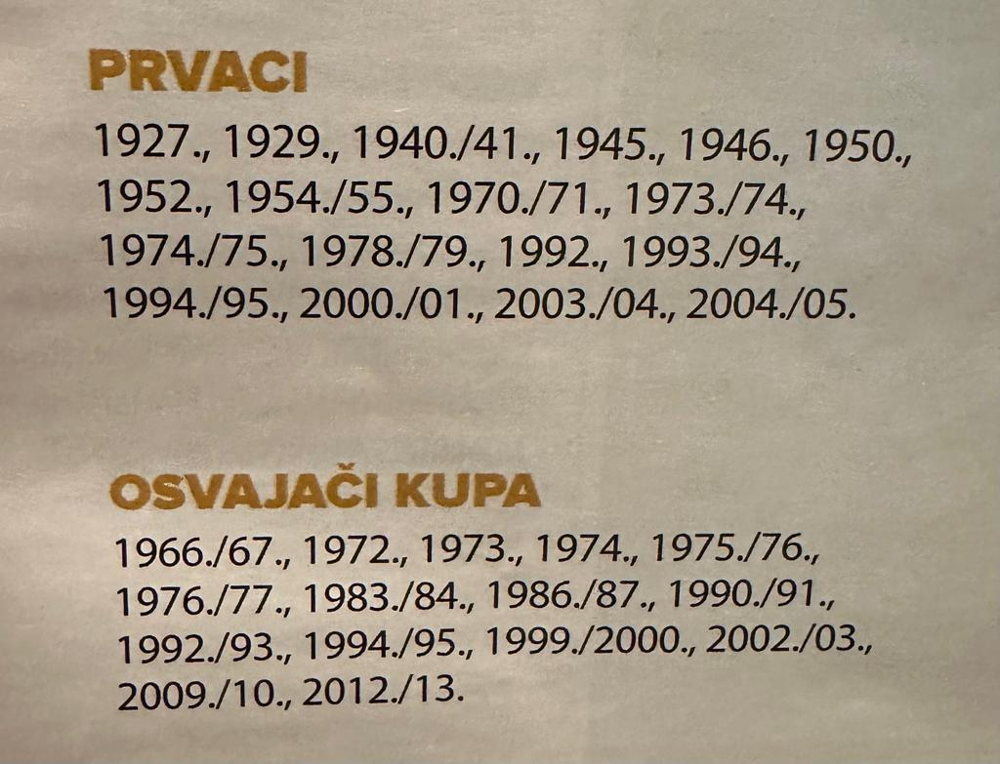 PRVACI
1927., 1929., 1940./41., 1945., 1946., 1950.,
1952., 1954./55., 1970./71., 1973./74.,
1974./75., 1978./79., 1992., 1993./94.,
1994./95., 2000./01., 2003./04., 2004./05.
OSVAJAČI KUPA
1966./67., 1972., 1973., 1974., 1975./76.,
1976./77., 1983./84., 1986./87., 1990./91.,
1992./93., 1994./95., 1999./2000., 2002./03.,
2009./10., 2012./13.